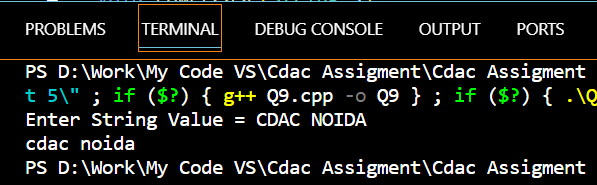 PROBLEMS TERMINAL DEBUG CONSOLE OUTPUT PORTS
PS D:\Work\My Code VS\Cdac Assigment\Cdac Assigment
t 5\" ; if ($?) { g++ Q9.cpp -o Q9 } ; if ($?) { .\Q
Enter String Value = CDAC NOIDA
cdac noida
PS D:\Work\My Code VS\Cdac Assigment\Cdac Assigment